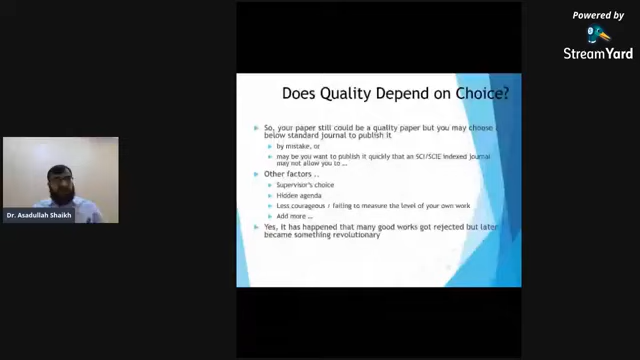 Powered by
StreamYard
Does Quality Depend on Choice?
So, your paper still could be a quality paper but you may choose
below standard journal to publish it
by mistake, or
may be you want to publish it quickly that an SCI/SCIE indexed journal
may not allow you to …
Other factors ..
Supervisor's choice
Hidden agenda
Less courageous / failing to measure the level of your own work
Add more …
Yes, it has happened that many good works got rejected but later
became something revolutionary
Dr. Asadullah Shaikh